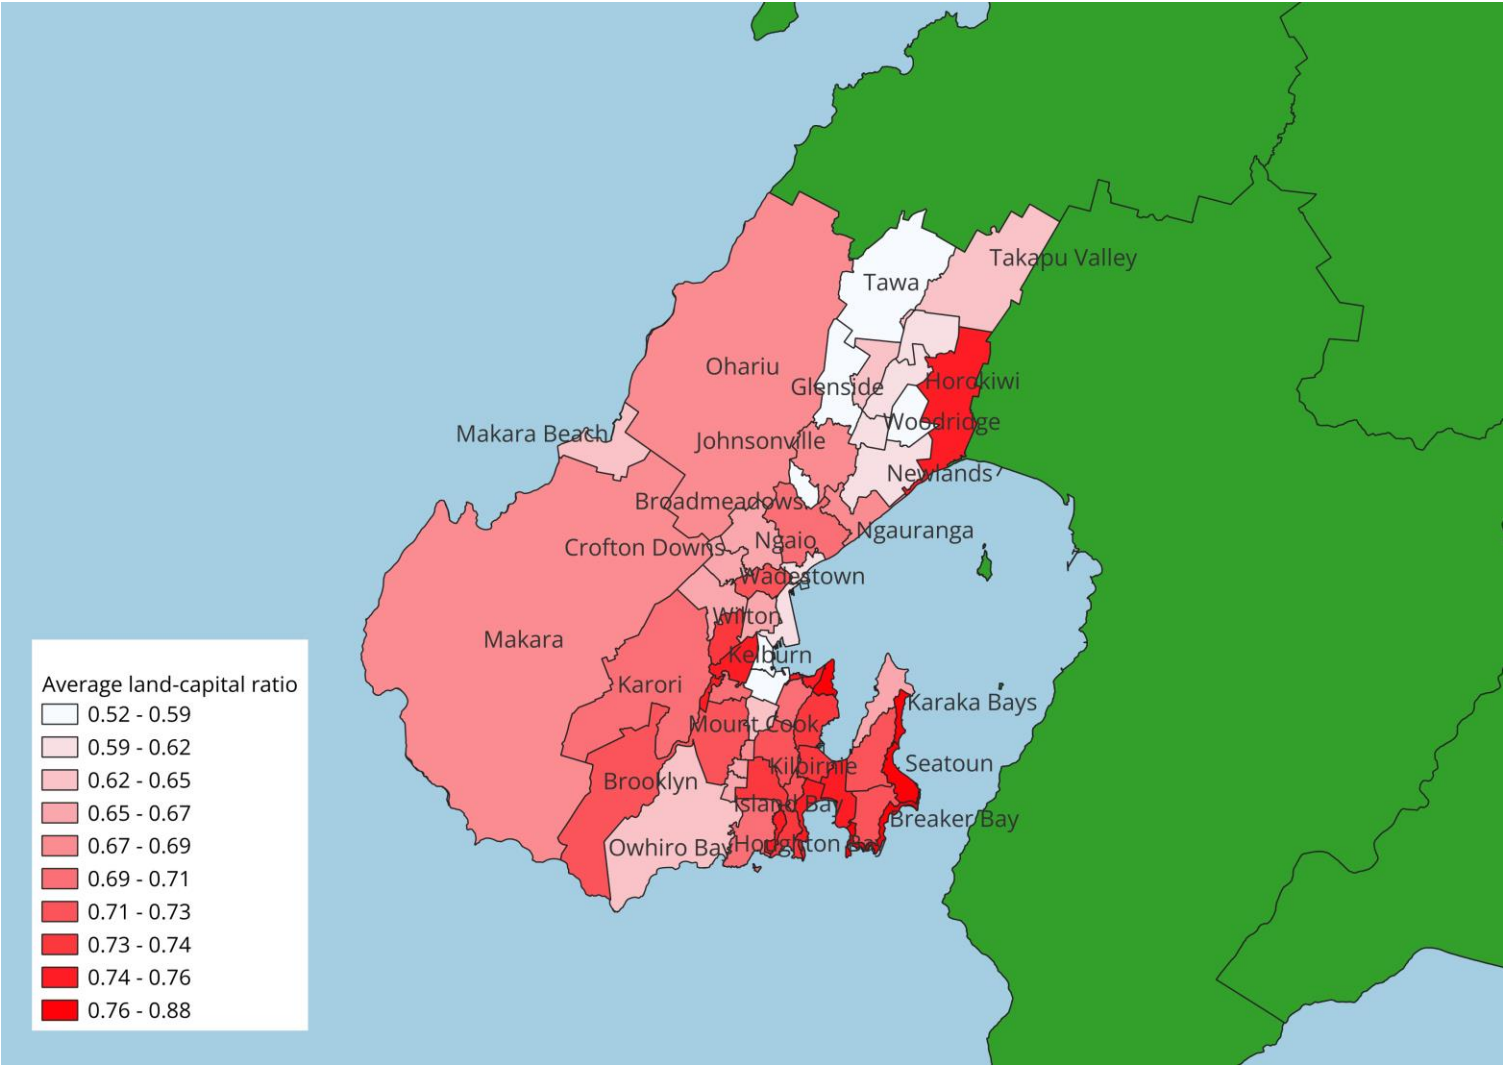 Takapu Valley
Tawa
Ohariu
Glenside
Horokiwi
Woodridge
Makara Beach
Johnsonville
Newlands
Broadmeadows
Ngauranga
Ngaio
Crofton Downs
Wadestown
Wilton
Makara
Kelburn
Karori
Karaka Bays
Mount Cook
Seatoun
Kilbirnie
Brooklyn
Island Bay
Breaker Bay
Houghton Bay
Owhiro Bay
Average land-capital ratio
0.52 - 0.59
0.59 - 0.62
0.62 - 0.65
0.65 - 0.67
0.67 - 0.69
0.69 - 0.71
0.71 - 0.73
0.73 - 0.74
0.74 - 0.76
0.76 - 0.88